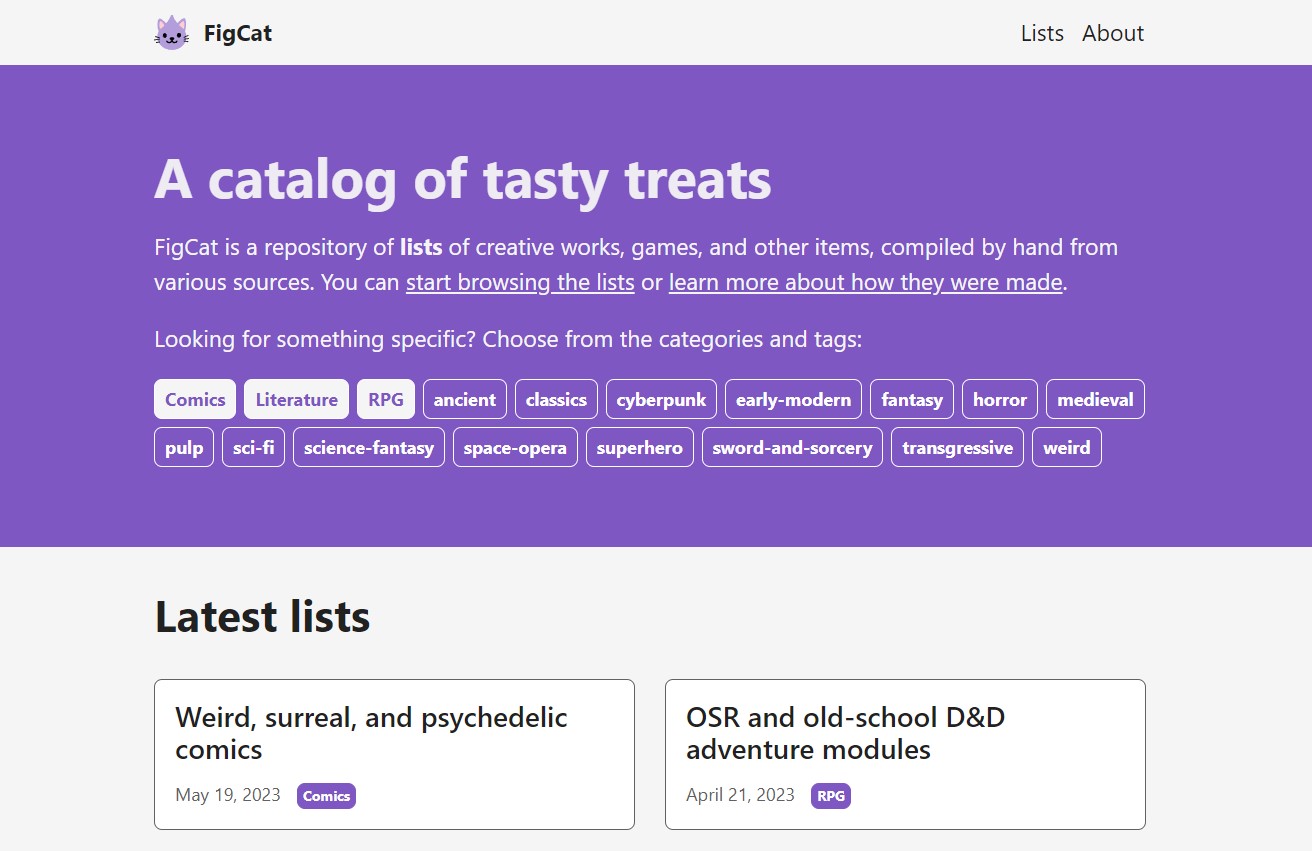 FigCat
Lists About
A catalog of tasty treats
FigCat is a repository of lists of creative works, games, and other items, compiled by hand from
various sources. You can start browsing the lists or learn more about how they were made.
Looking for something specific? Choose from the categories and tags:
Comics Literature RPG ancient classics cyberpunk early-modern fantasy horror medieval
pulp sci-fi science-fantasy space-opera superhero sword-and-sorcery transgressive weird
Latest lists
Weird, surreal, and psychedelic
comics
May 19, 2023 Comics
OSR and old-school D&D
adventure modules
April 21, 2023 RPG